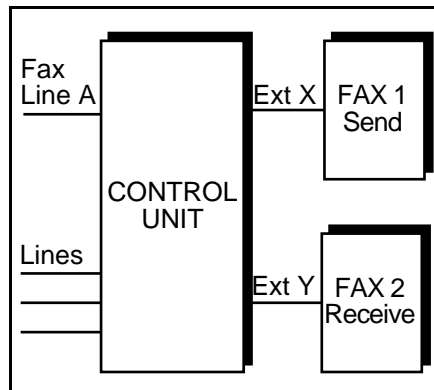 Fax
Line A
Ext X
FAX 1
Send
CONTROL
UNIT
Lines
Ext Y
FAX 2
Receive